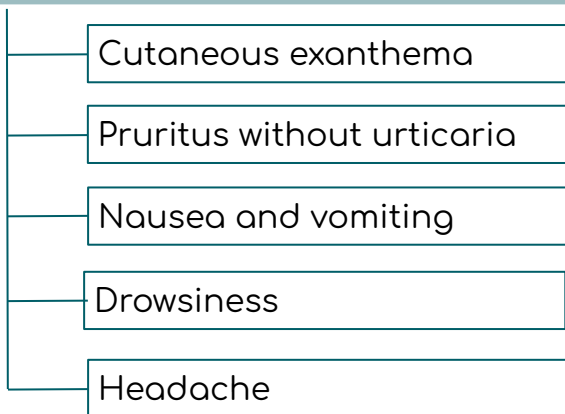 Cutaneous exanthema
Pruritus without urticaria
Nausea and vomiting
Drowsiness
Headache